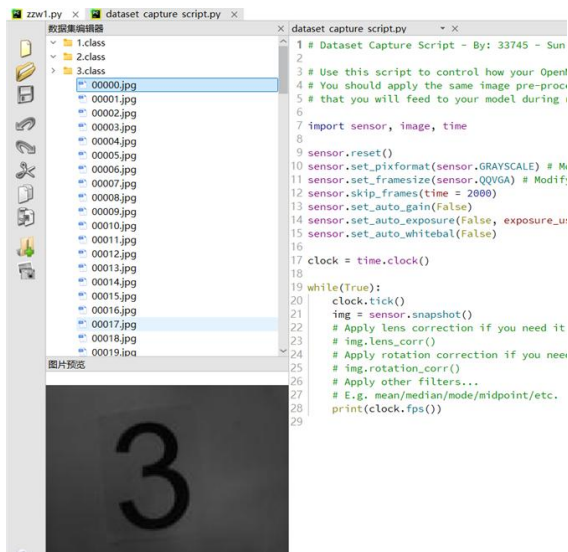 zzw1.py × dataset capture script.py ×
数据集编辑器 ×
1.class
2.class
3.class
00000.jpg
00001.jpg
00002.jpg
00003.jpg
00004.jpg
00005.jpg
00006.jpg
00007.jpg
00008.jpg
00009.jpg
00010.jpg
00011.jpg
00012.jpg
00013.jpg
00014.jpg
00015.jpg
00016.jpg
00017.jpg
00018.jpg
00019.jpg
图片预览
3
dataset capture script.py ×
1 # Dataset Capture Script - By: 33745 - Sun
2
3 # Use this script to control how your Open
4 # You should apply the same image pre-proc
5 # that you will feed to your model during
6
7 import sensor, image, time
8
9 sensor.reset()
10 sensor.set_pixformat(sensor.GRAYSCALE) # M
11 sensor.set_framesize(sensor.QQVGA) # Modify
12 sensor.skip_frames(time = 2000)
13 sensor.set_auto_gain(False)
14 sensor.set_auto_exposure(False, exposure_us
15 sensor.set_auto_whitebal(False)
16
17 clock = time.clock()
18
19 while(True):
20 clock.tick()
21 img = sensor.snapshot()
22 # Apply lens correction if you need it
23 # img.lens_corr()
24 # Apply rotation correction if you need
25 # img.rotation_corr()
26 # Apply other filters...
27 # E.g. mean/median/mode/midpoint/etc.
28 print(clock.fps())
29